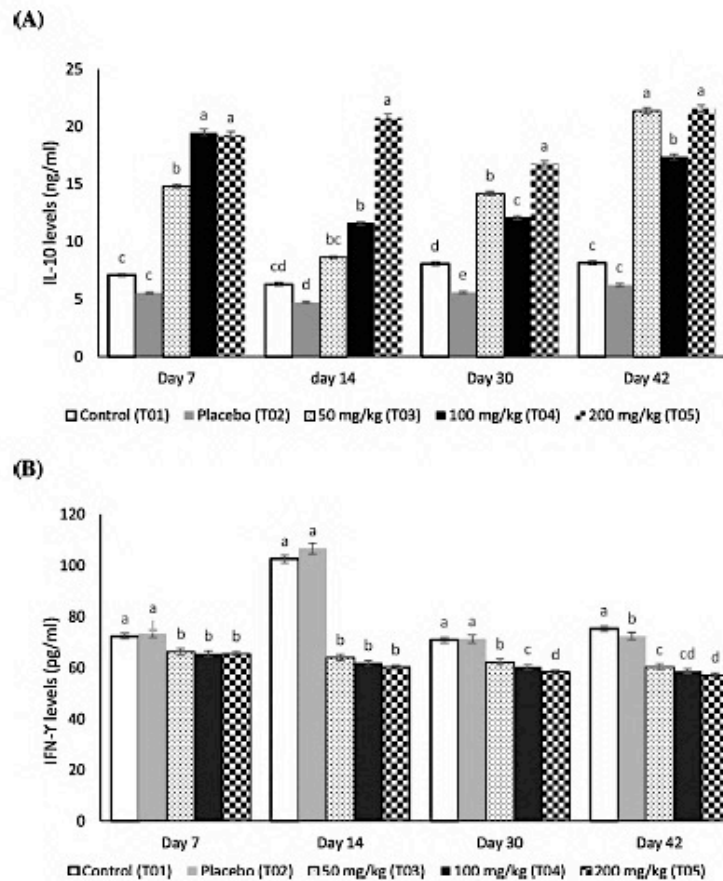 (A)
25
20
15
10
5
0
IL-10 levels (ng/ml)
c c b a a
cd d bc b a
d e b c a
c c a b a
Day 7 day 14 Day 30 Day 42
Control (T01) Placebo (T02) 50 mg/kg (T03) 100 mg/kg (T04) 200 mg/kg (T05)
(B)
120
100
80
60
40
20
0
IFN-Y levels (pg/ml)
a a b b b
a a b b b
a a b c d
a b c cd d
Day 7 Day 14 Day 30 Day 42
Control (T01) Placebo (T02) 50 mg/kg (T03) 100 mg/kg (T04) 200 mg/kg (T05)